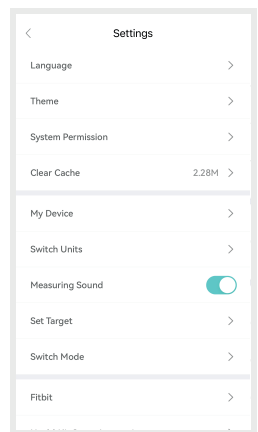 Settings
Language
Theme
System Permission
Clear Cache 2.28M
My Device
Switch Units
Measuring Sound
Set Target
Switch Mode
Fitbit